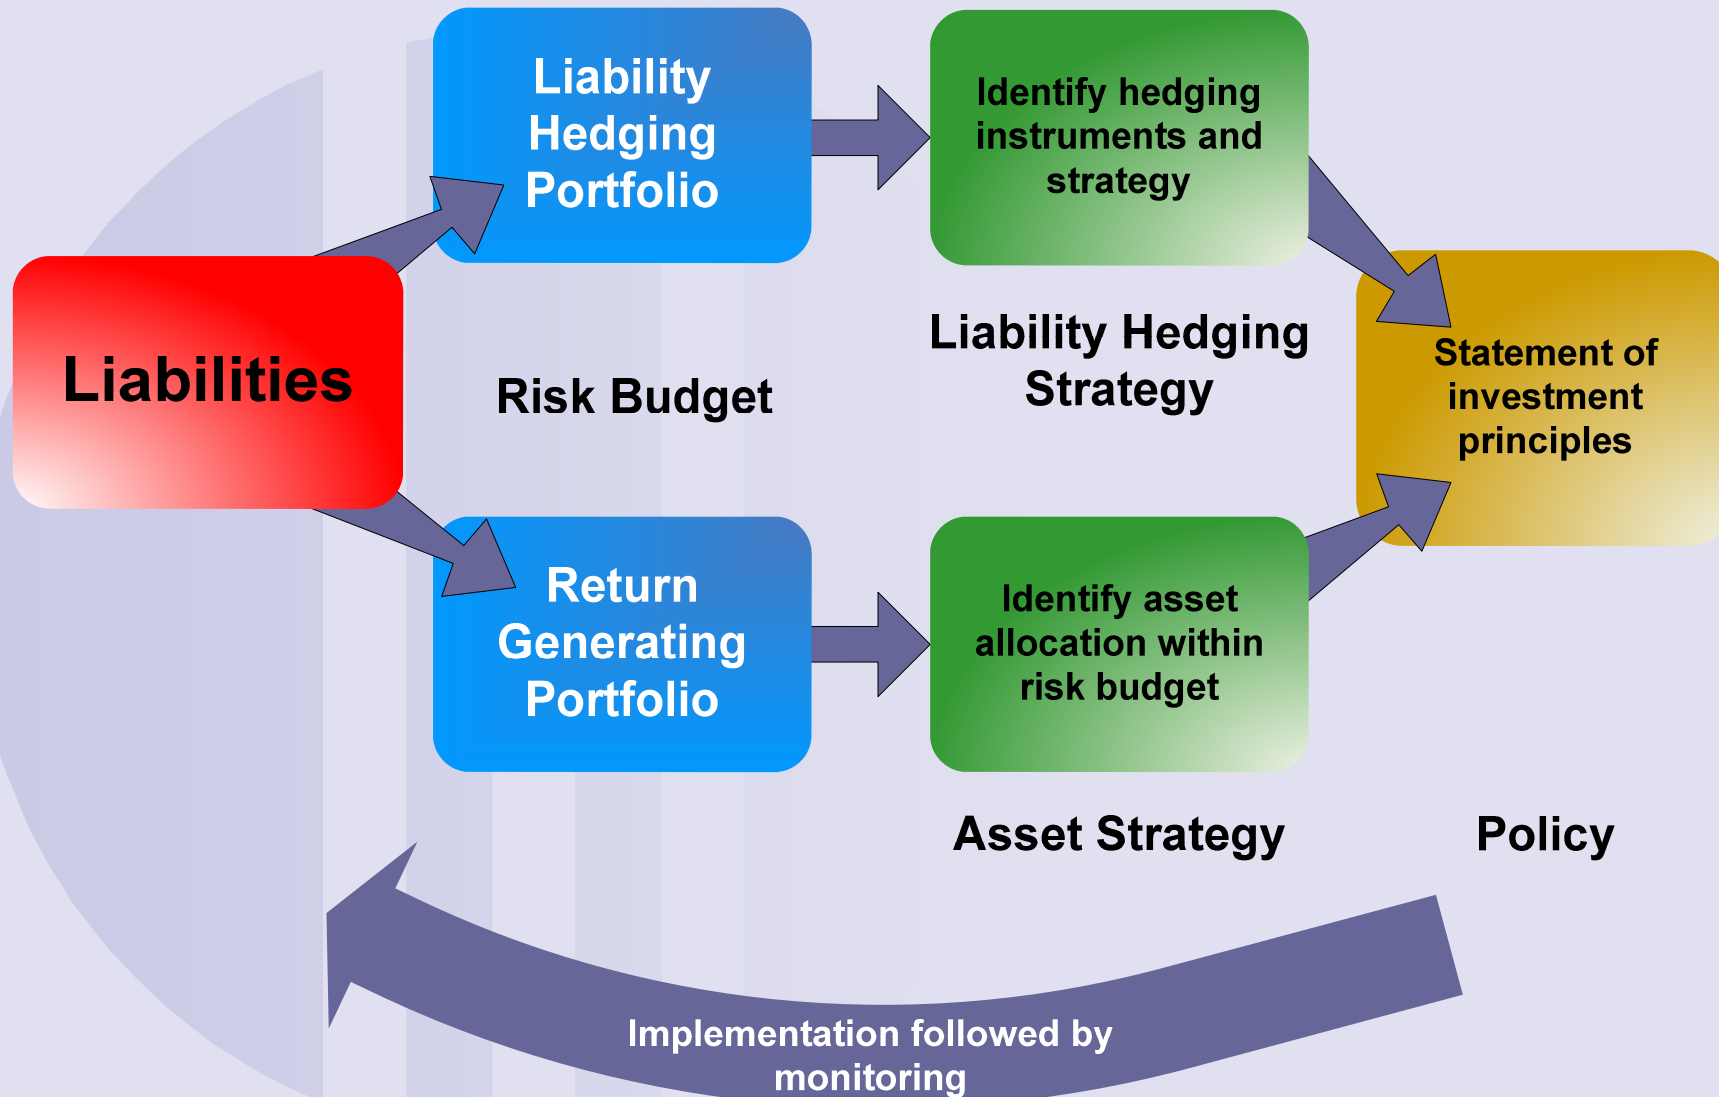 Liability
Hedging
Portfolio
Identify hedging
instruments and
strategy
Liabilities
Risk Budget
Liability Hedging
Strategy
Statement of
investment
principles
Return
Generating
Portfolio
Identify asset
allocation within
risk budget
Asset Strategy
Policy
Implementation followed by
monitoring